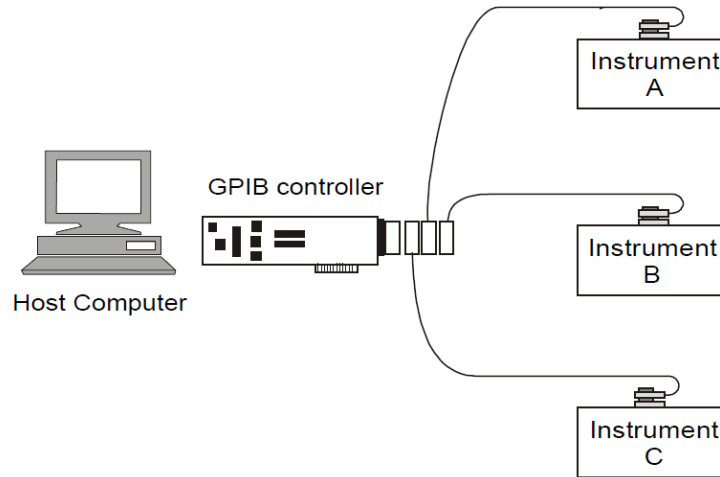 Instrument
A
GPIB controller
Instrument
B
Host Computer
Instrument
C